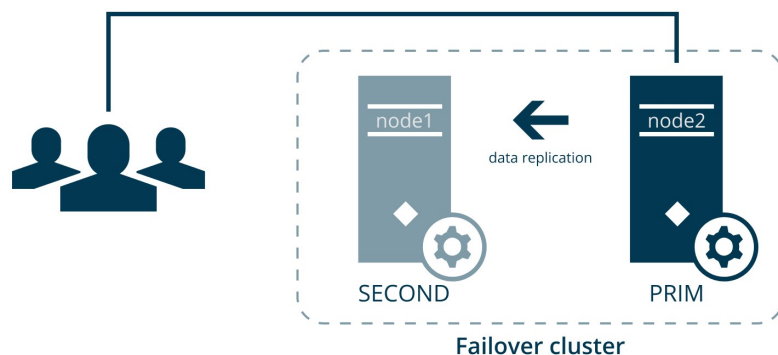 node1
data replication
node2
SECOND
PRIM
Failover cluster